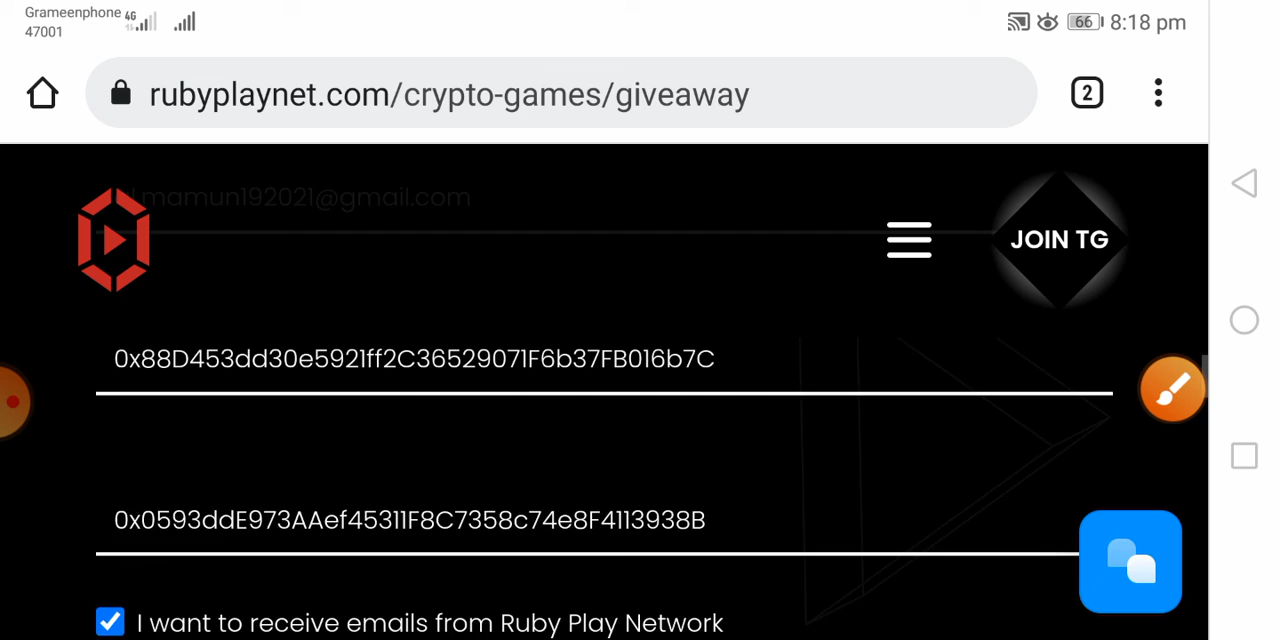 Grameenphone 4G
47001
66 8:18 pm
rubyplaynet.com/crypto-games/giveaway
2
mamun192021@gmail.com
JOIN TG
0x88D453dd30e5921ff2C36529071F6b37FB016b7C
0x0593ddE973AAef45311F8C7358c74e8F4113938B
I want to receive emails from Ruby Play Network